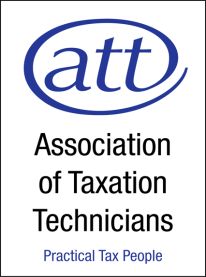 att
Association
of Taxation
Technicians
Practical Tax People